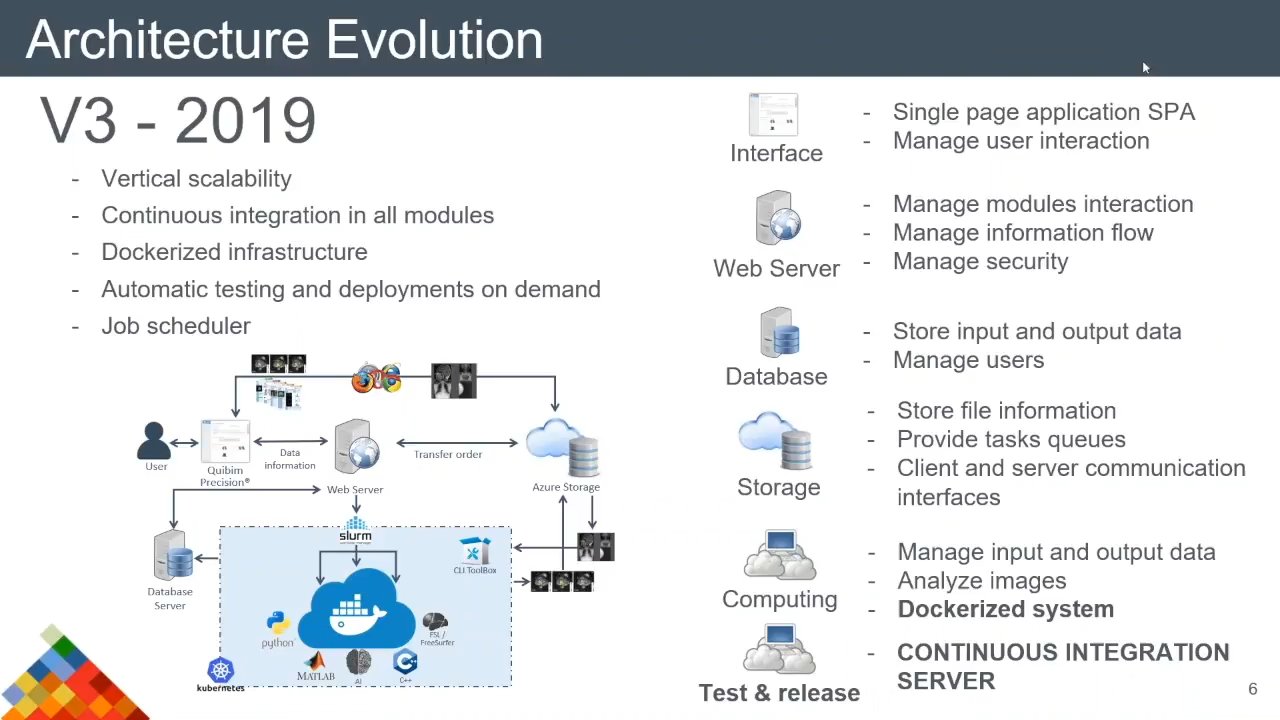 Architecture Evolution
V3 - 2019
- Vertical scalability
- Continuous integration in all modules
- Dockerized infrastructure
- Automatic testing and deployments on demand
- Job scheduler
User
Quibim
Precision®
Data
information
Web Server
Transfer order
Azure Storage
Database
Server
slurm
CLI ToolBox
python
MATLAB
AI
C++
FSL /
FreeSurfer
kubernetes
Interface
- Single page application SPA
- Manage user interaction
Web Server
- Manage modules interaction
- Manage information flow
- Manage security
Database
- Store input and output data
- Manage users
Storage
- Store file information
- Provide tasks queues
- Client and server communication
interfaces
Computing
- Manage input and output data
- Analyze images
- Dockerized system
Test & release
- CONTINUOUS INTEGRATION
SERVER
6